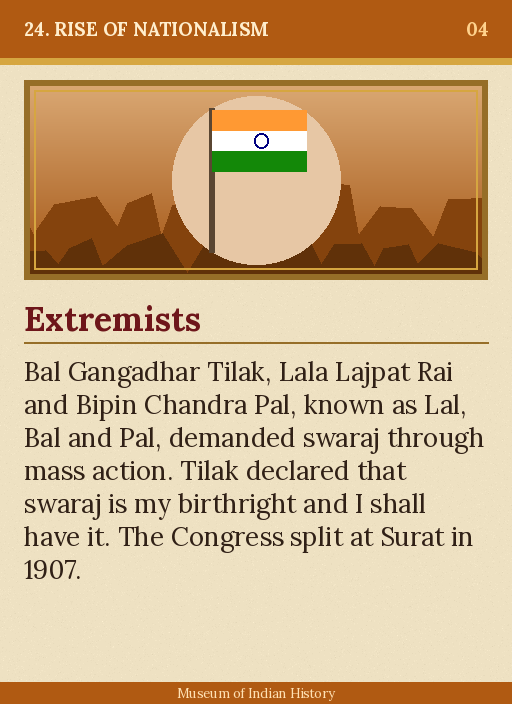 24. RISE OF NATIONALISM 04
Extremists
Bal Gangadhar Tilak, Lala Lajpat Rai
and Bipin Chandra Pal, known as Lal,
Bal and Pal, demanded swaraj through
mass action. Tilak declared that
swaraj is my birthright and I shall
have it. The Congress split at Surat in
1907.
Museum of Indian History